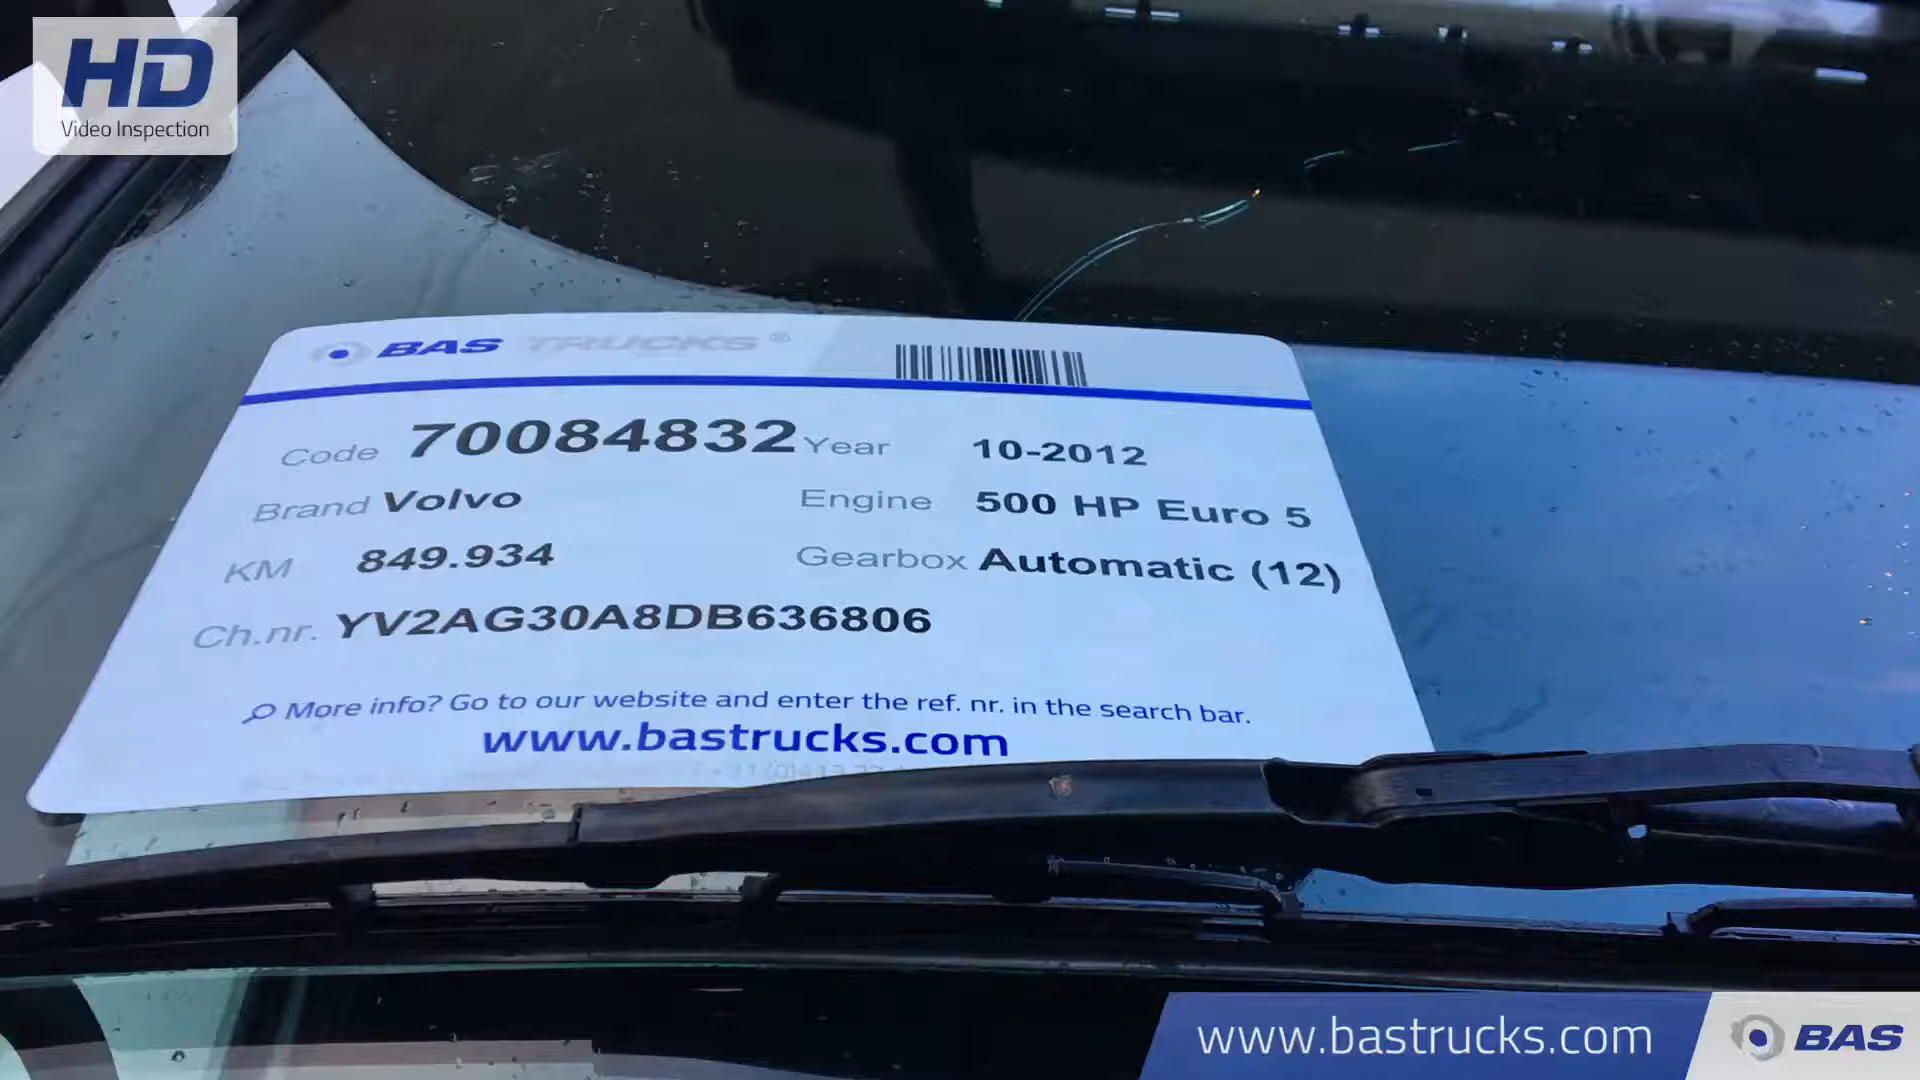 HD
Video Inspection
BAS TRUCKS®
Code 70084832 Year 10-2012
Brand Volvo Engine 500 HP Euro 5
KM 849.934 Gearbox Automatic (12)
Ch.nr. YV2AG30A8DB636806
More info? Go to our website and enter the ref. nr. in the search bar.
www.bastrucks.com
www.bastrucks.com
BAS